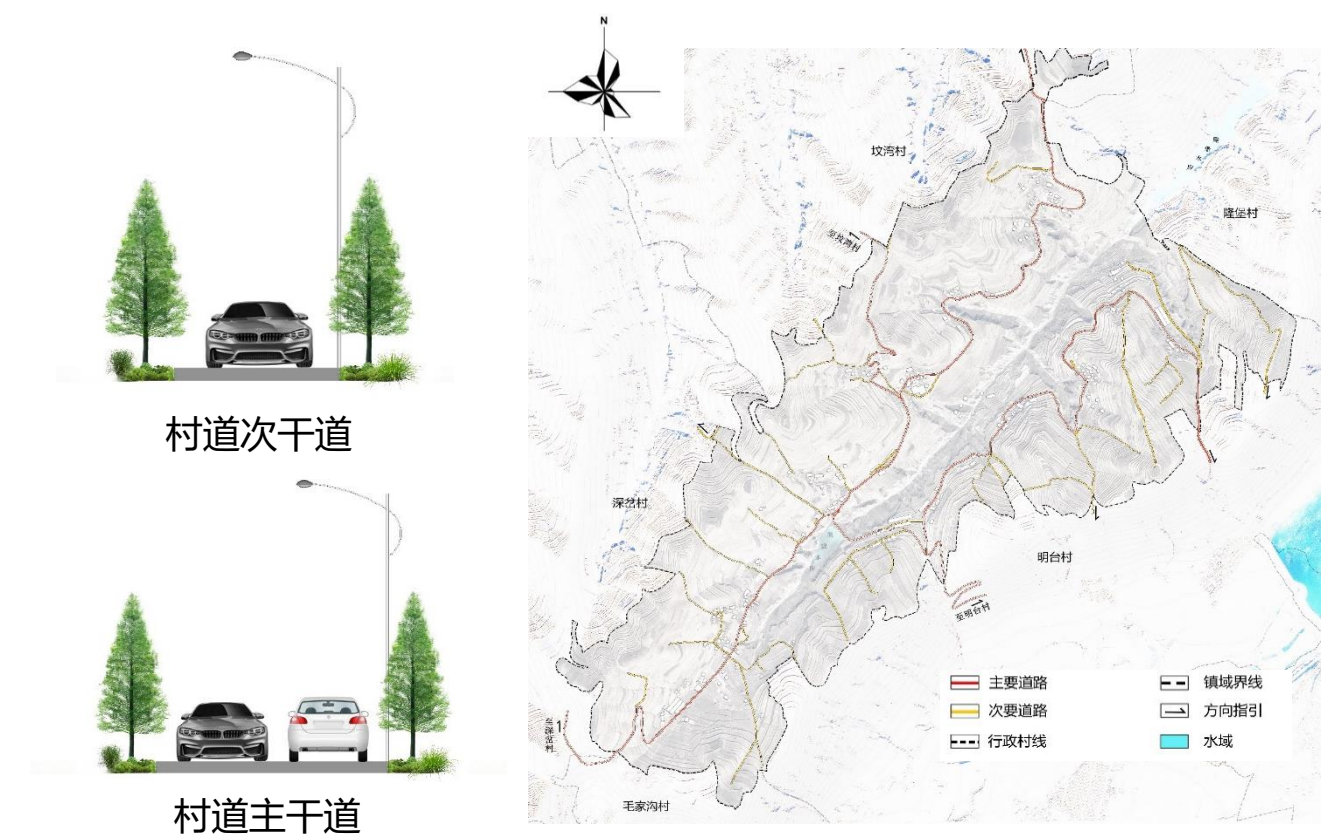 村道次干道
村道主干道
N
坟湾村
隆堡村
至坟湾村
深岔村
明台村
至明台村
至深岔村
毛家沟村
主要道路
次要道路
行政村线
镇域界线
方向指引
水域